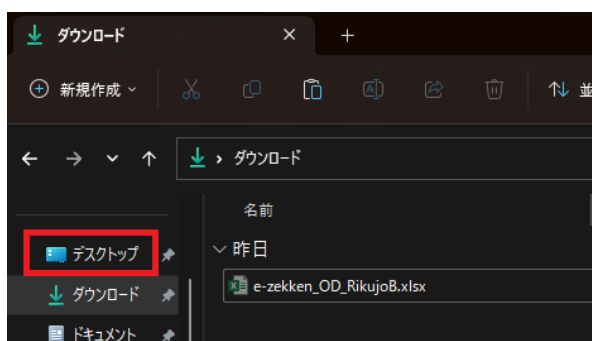 ダウンロード
新規作成
並
ダウンロード
名前
デスクトップ
昨日
ダウンロード
e-zekken_OD_RikujoB.xlsx
ドキュメント